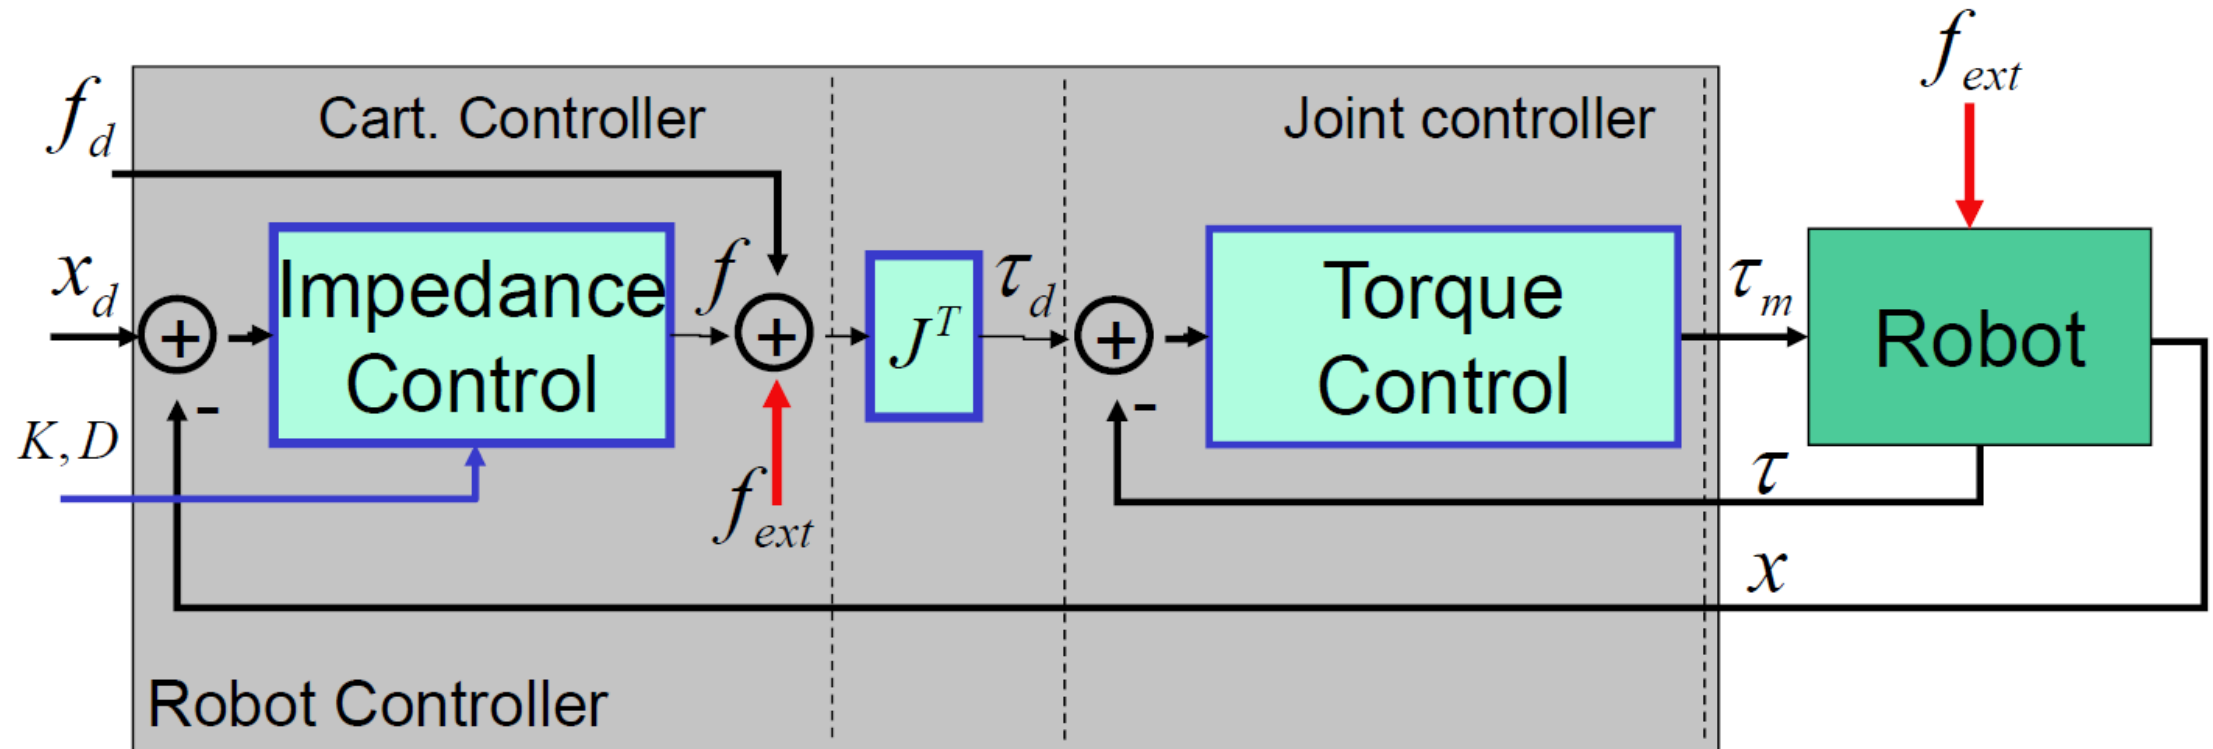 f_d
Cart. Controller
Joint controller
f_ext
x_d
+
Impedance
Control
f
+
J^T
τ_d
+
Torque
Control
τ_m
Robot
-
-
K, D
f_ext
τ
x
Robot Controller